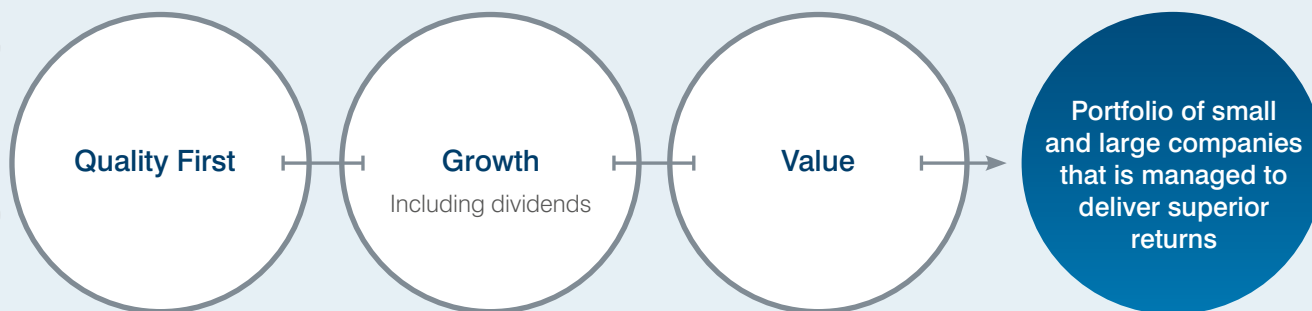 Quality First
Growth
Including dividends
Value
Portfolio of small
and large companies
that is managed to
deliver superior
returns